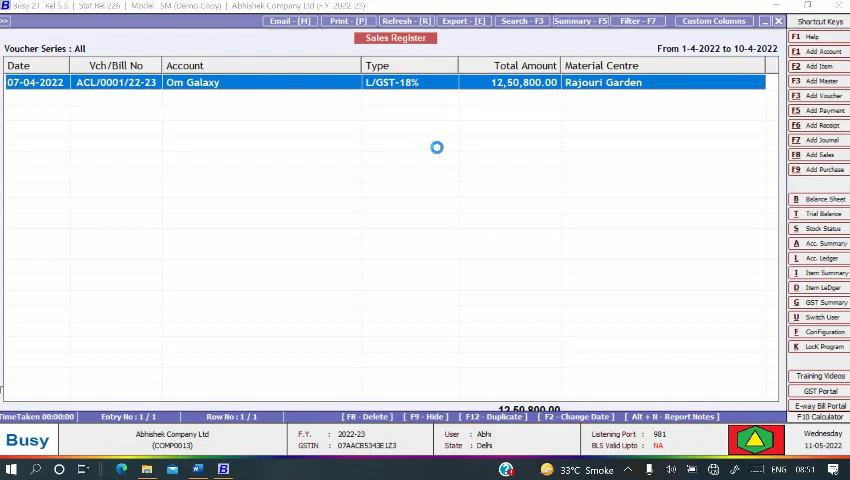 Busy 21 Rel 5.3 | Stat Rel 226 | Model : SM (Demo Copy) | Abhishek Company Ltd (F.Y. 2022-23)
>> Email - [M] Print - [P] Refresh - [R] Export - [E] Search - F3 Summary - F5 Filter - F7 Custom Columns Shortcut Keys
Sales Register
Voucher Series : All From 1-4-2022 to 10-4-2022
Date Vch/Bill No Account Type Total Amount Material Centre
07-04-2022 ACL/0001/22-23 Om Galaxy L/GST-18% 12,50,800.00 Rajouri Garden
12,50,800.00
F1 Help
F1 Add Account
F2 Add Item
F3 Add Master
F3 Add Voucher
F5 Add Payment
F6 Add Receipt
F7 Add Journal
F8 Add Sales
F9 Add Purchase
B Balance Sheet
T Trial Balance
S Stock Status
A Acc. Summary
L Acc. Ledger
I Item Summary
D Item LeDger
G GST Summary
U Switch User
F ConFiguration
K LocK Program
Training Videos
GST Portal
E-way Bill Portal
F10 Calculator
TimeTaken 00:00:00 Entry No : 1 / 1 Row No : 1 / 1 [ F8 - Delete ] [ F9 - Hide ] [ F12 - Duplicate ] [ F2 - Change Date ] [ Alt + N - Report Notes ]
Busy
Abhishek Company Ltd
(COMP0013)
F.Y. : 2022-23
GSTIN : 07AACB5343E1Z3
User : Abhi
State : Delhi
Listening Port : 981
BLS Valid Upto : NA
Wednesday
11-05-2022
33°C Smoke ENG 08:51